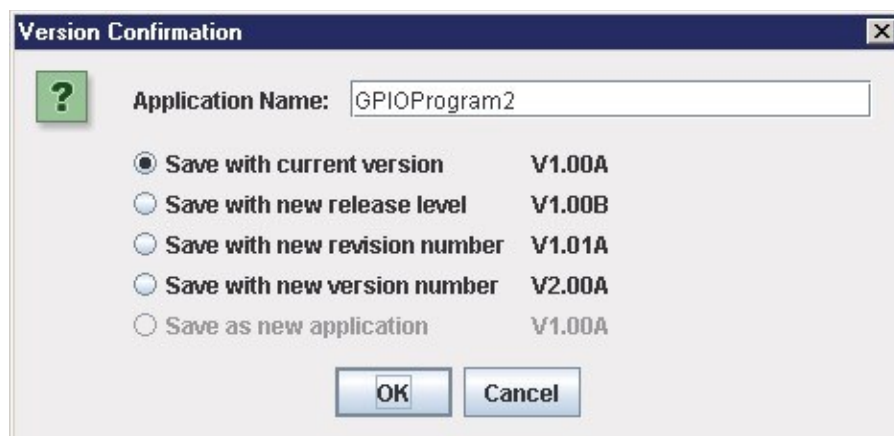 Version Confirmation
?
Application Name: GPIOProgram2
Save with current version V1.00A
Save with new release level V1.00B
Save with new revision number V1.01A
Save with new version number V2.00A
Save as new application V1.00A
OK Cancel